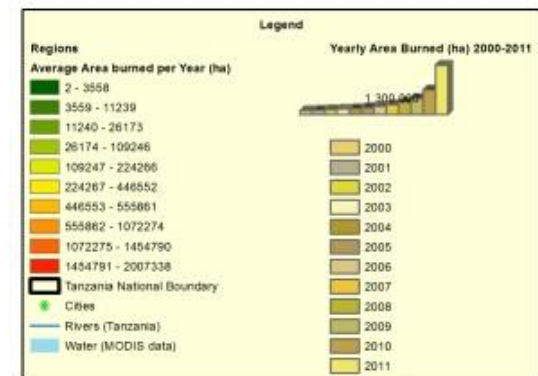 Legend
Regions
Average Area burned per Year (ha)
2 - 3558
3559 - 11239
11240 - 26173
26174 - 109246
109247 - 224266
224267 - 446552
446553 - 555861
555862 - 1072274
1072275 - 1454790
1454791 - 2007338
Tanzania National Boundary
Cities
Rivers (Tanzania)
Water (MODIS data)
Yearly Area Burned (ha) 2000-2011
2000
2001
2002
2003
2004
2005
2006
2007
2008
2009
2010
2011